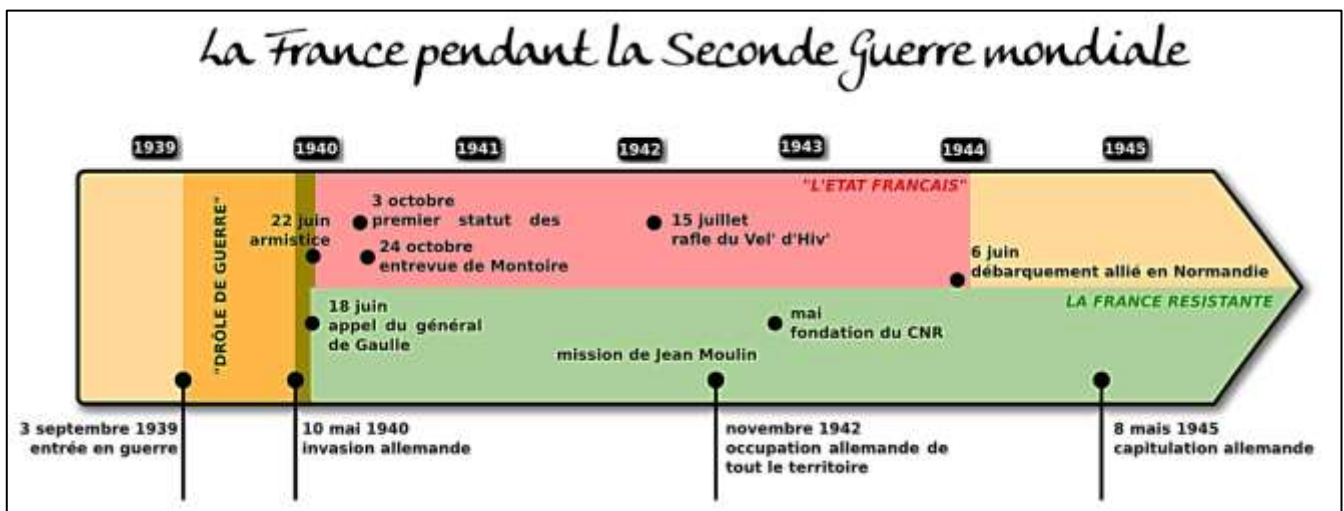 La France pendant la Seconde Guerre mondiale
1939 1940 1941 1942 1943 1944 1945
"L'ETAT FRANCAIS"
"DRÔLE DE GUERRE"
22 juin
armistice
3 octobre
premier statut des
24 octobre
entrevue de Montoire
15 juillet
rafle du Vel' d'Hiv'
6 juin
débarquement allié en Normandie
LA FRANCE RESISTANTE
18 juin
appel du général
de Gaulle
mai
fondation du CNR
mission de Jean Moulin
3 septembre 1939
entrée en guerre
10 mai 1940
invasion allemande
novembre 1942
occupation allemande de
tout le territoire
8 mais 1945
capitulation allemande